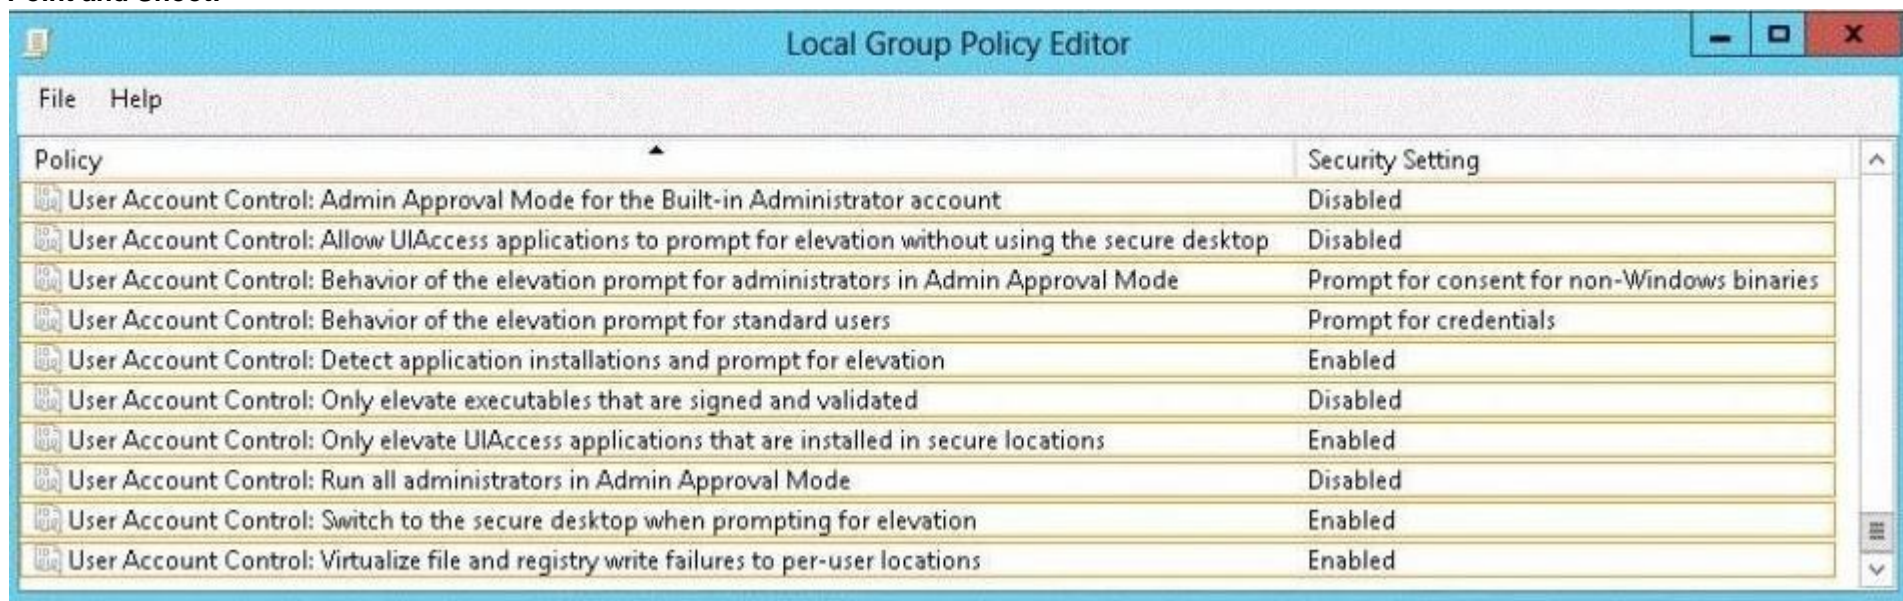 Local Group Policy Editor
File Help
Policy Security Setting
User Account Control: Admin Approval Mode for the Built-in Administrator account Disabled
User Account Control: Allow UIAccess applications to prompt for elevation without using the secure desktop Disabled
User Account Control: Behavior of the elevation prompt for administrators in Admin Approval Mode Prompt for consent for non-Windows binaries
User Account Control: Behavior of the elevation prompt for standard users Prompt for credentials
User Account Control: Detect application installations and prompt for elevation Enabled
User Account Control: Only elevate executables that are signed and validated Disabled
User Account Control: Only elevate UIAccess applications that are installed in secure locations Enabled
User Account Control: Run all administrators in Admin Approval Mode Disabled
User Account Control: Switch to the secure desktop when prompting for elevation Enabled
User Account Control: Virtualize file and registry write failures to per-user locations Enabled